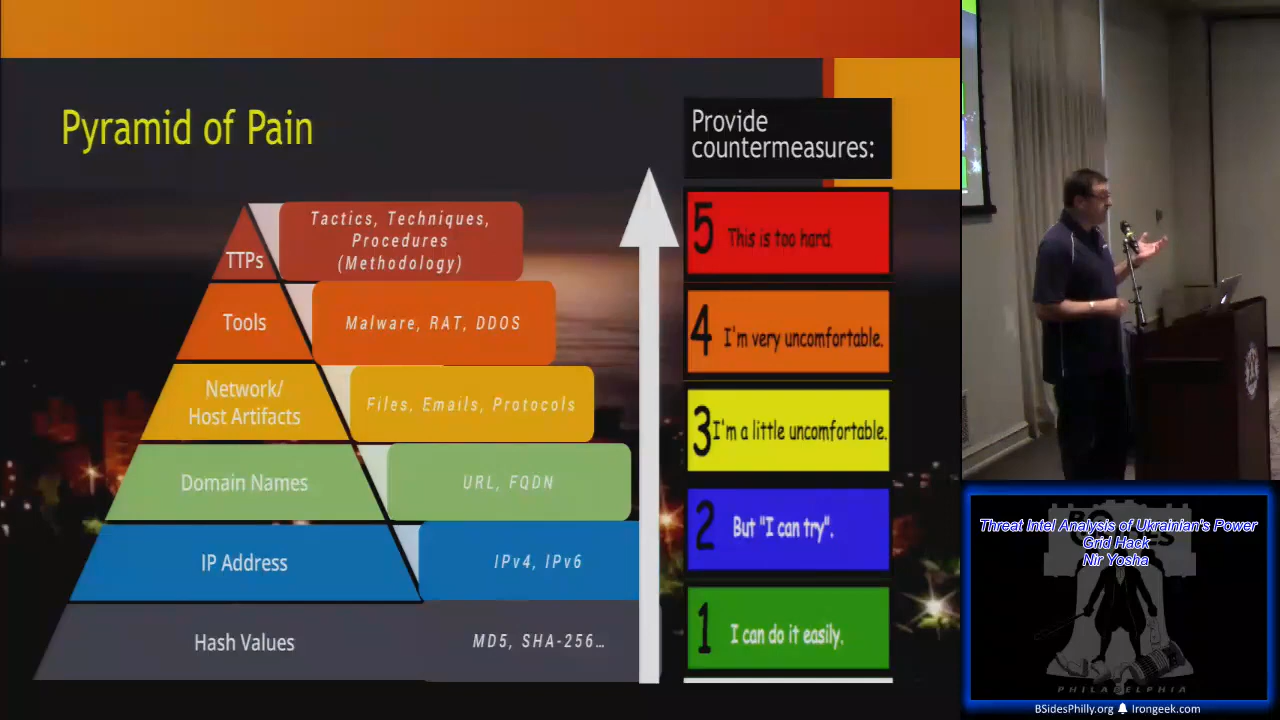 Pyramid of Pain
Provide
countermeasures:
TTPs
Tactics, Techniques,
Procedures
(Methodology)
Tools
Malware, RAT, DDOS
Network/
Host Artifacts
Files, Emails, Protocols
Domain Names
URL, FQDN
IP Address
IPv4, IPv6
Hash Values
MD5, SHA-256…
5 This is too hard.
4 I'm very uncomfortable.
3 I'm a little uncomfortable.
2 But "I can try".
1 I can do it easily.
Threat Intel Analysis of Ukrainian's Power
Grid Hack
Nir Yosha
PHILADELPHIA
BSidesPhilly.org Irongeek.com